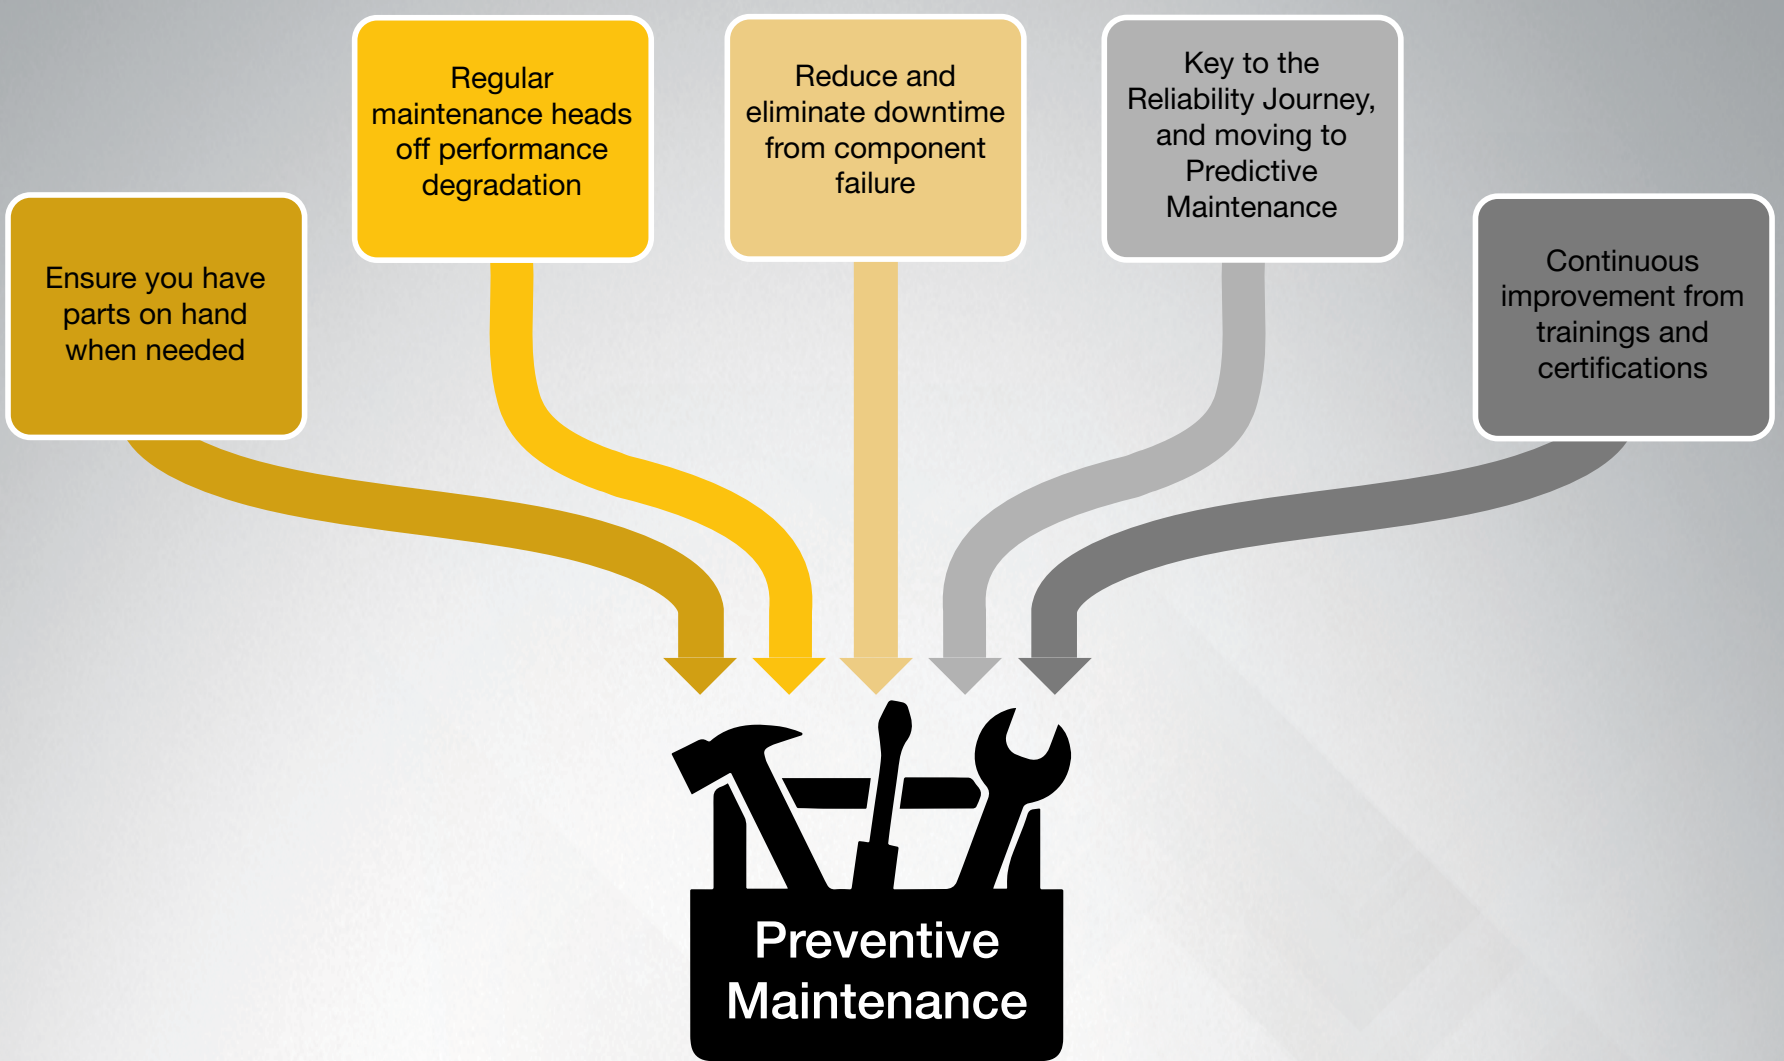 Ensure you have
parts on hand
when needed
Regular
maintenance heads
off performance
degradation
Reduce and
eliminate downtime
from component
failure
Key to the
Reliability Journey,
and moving to
Predictive
Maintenance
Continuous
improvement from
trainings and
certifications
Preventive
Maintenance